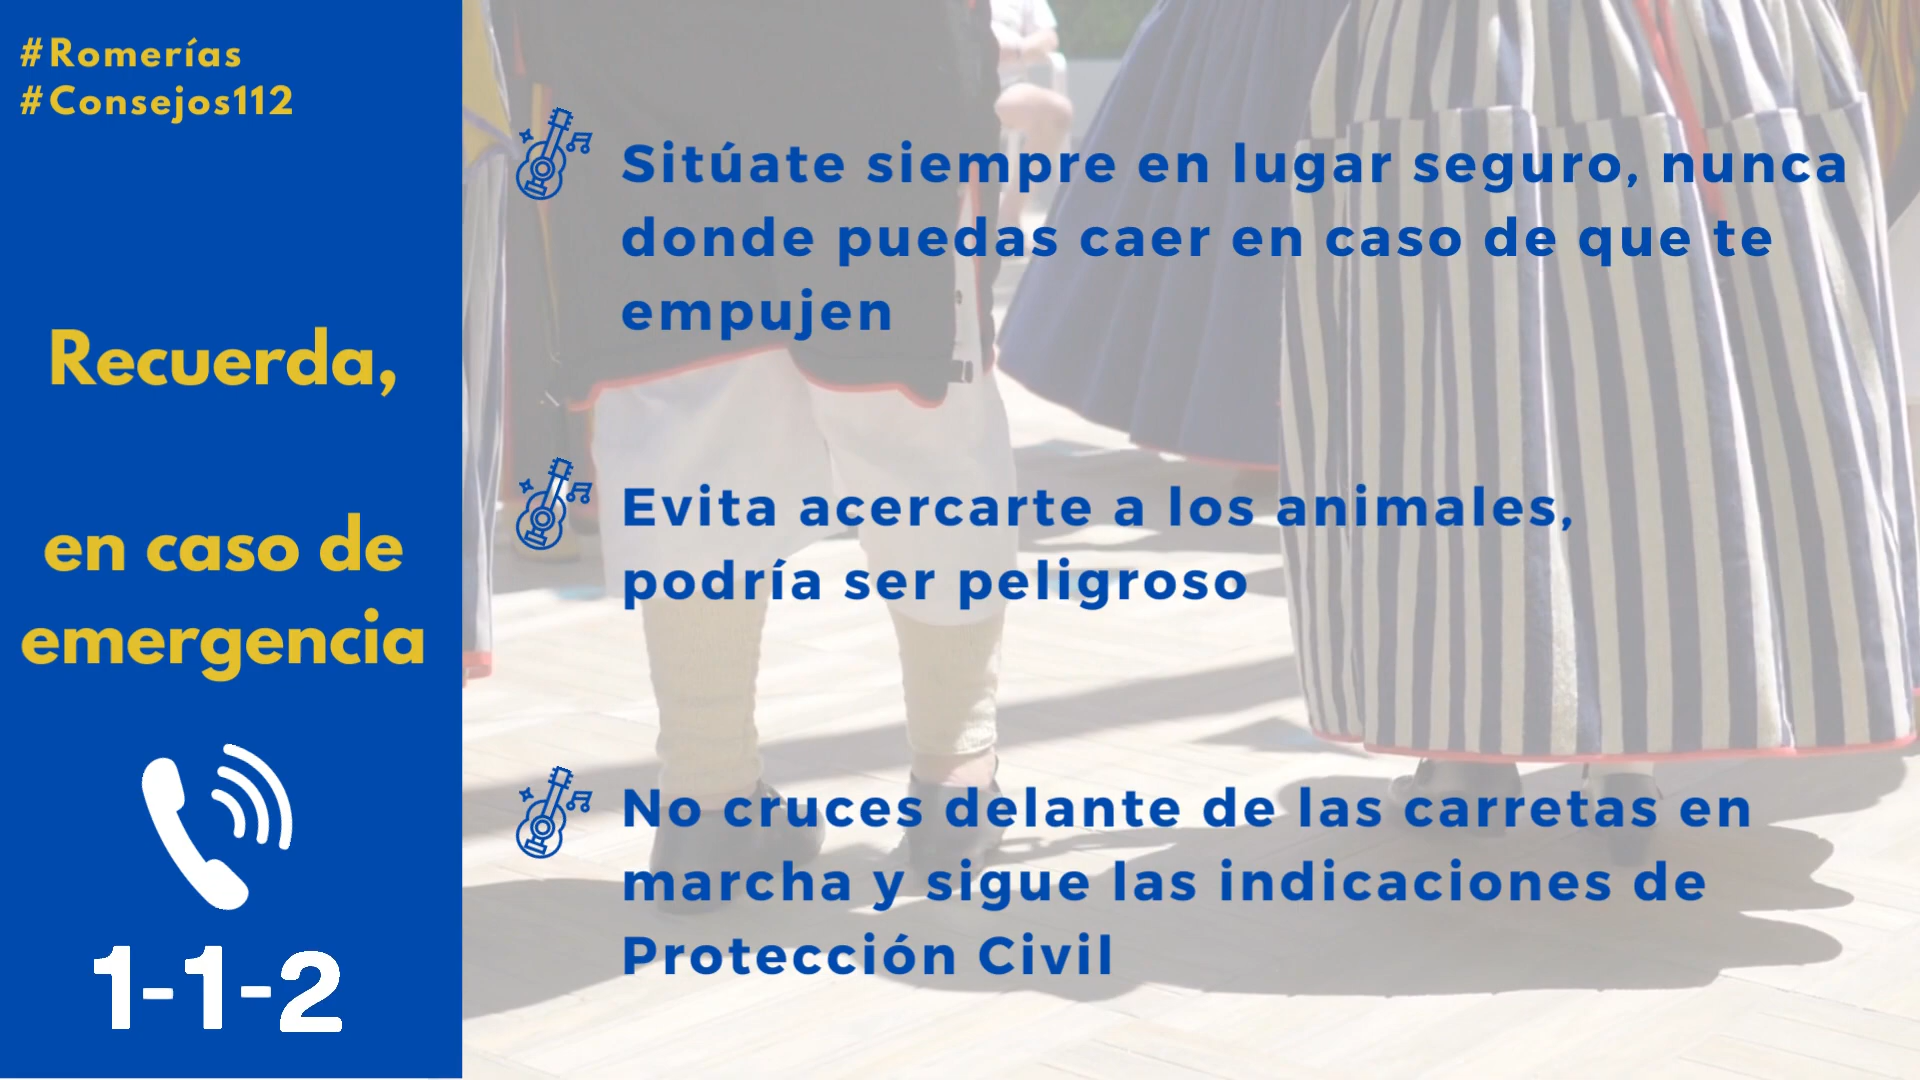 #Romerías
#Consejos112
Recuerda,
en caso de
emergencia
1-1-2
Sitúate siempre en lugar seguro, nunca
donde puedas caer en caso de que te
empujen
Evita acercarte a los animales,
podría ser peligroso
No cruces delante de las carretas en
marcha y sigue las indicaciones de
Protección Civil